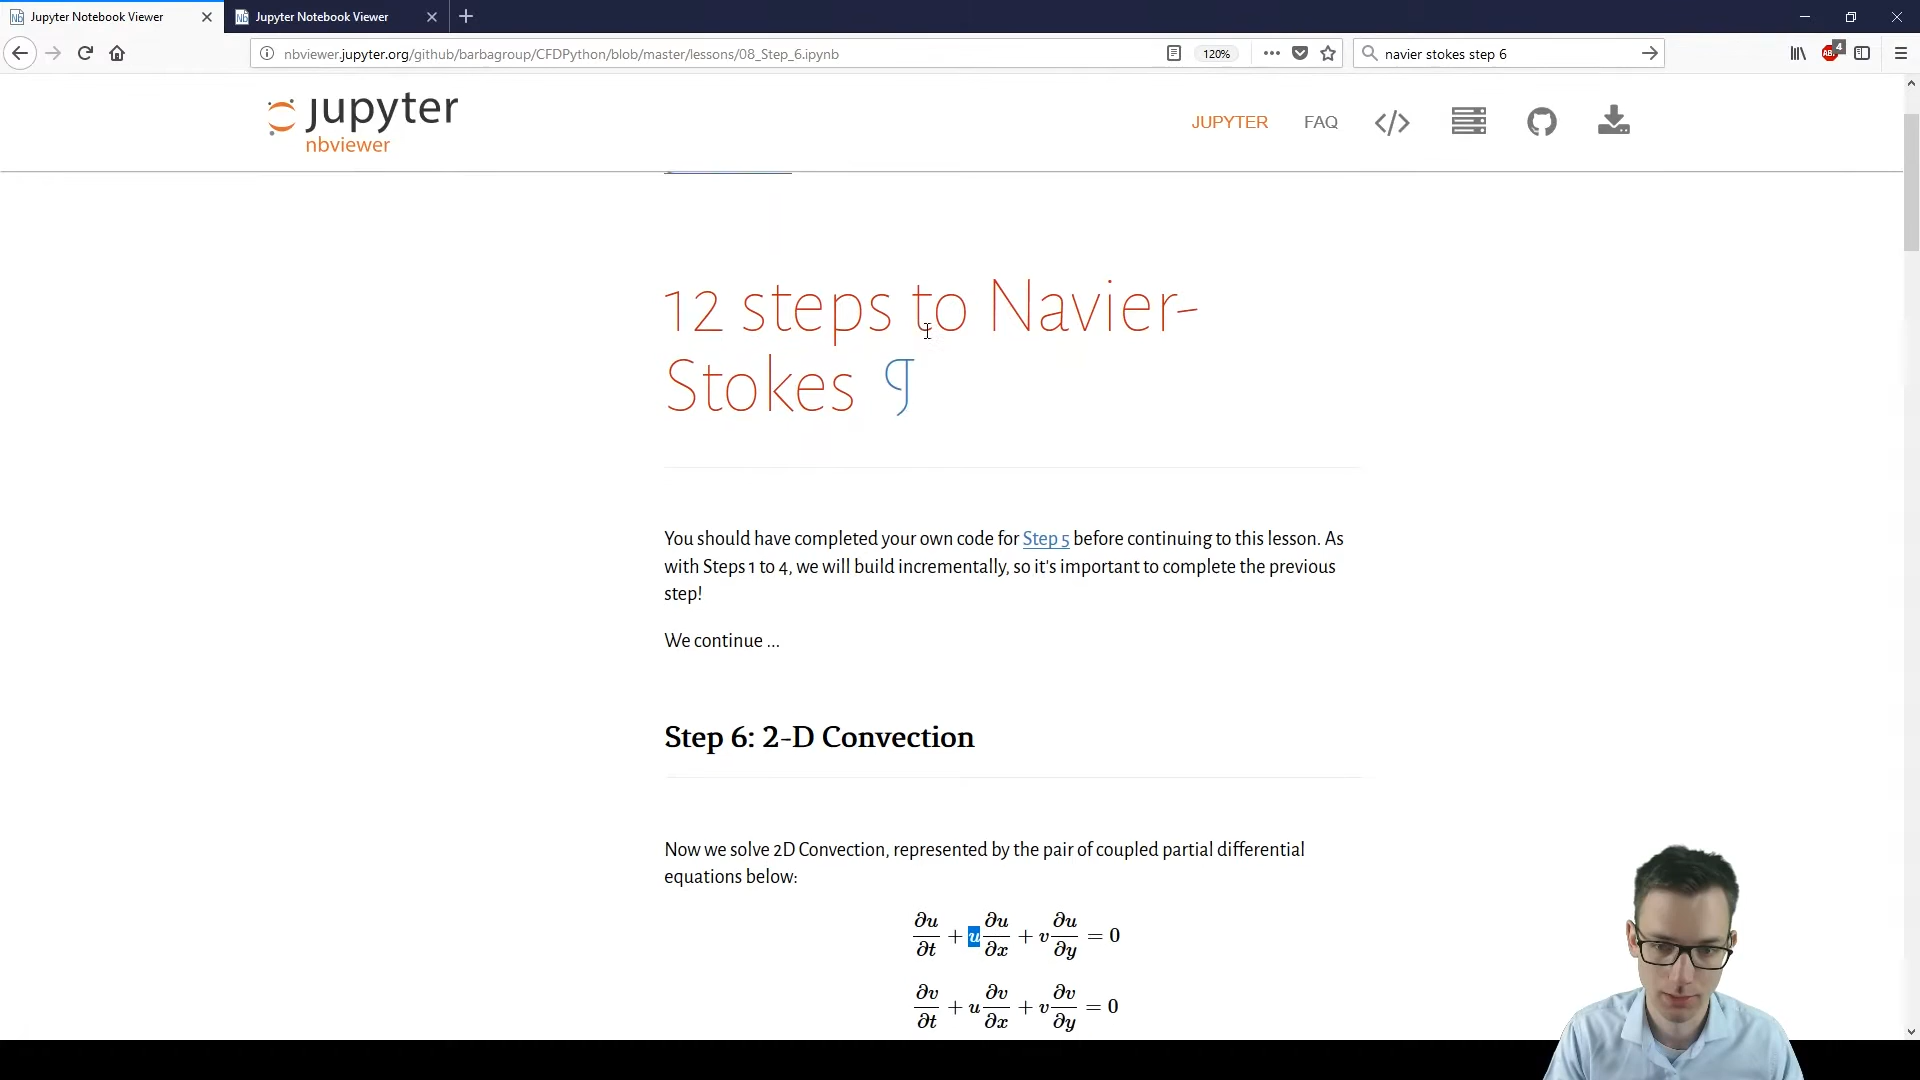 Jupyter Notebook Viewer
Jupyter Notebook Viewer
nbviewer.jupyter.org/github/barbagroup/CFDPython/blob/master/lessons/08_Step_6.ipynb
120%
navier stokes step 6
4
jupyter
nbviewer
JUPYTER
FAQ
12 steps to Navier-
Stokes ¶
You should have completed your own code for Step 5 before continuing to this lesson. As
with Steps 1 to 4, we will build incrementally, so it's important to complete the previous
step!
We continue ...
Step 6: 2-D Convection
Now we solve 2D Convection, represented by the pair of coupled partial differential
equations below:
∂u/∂t + u ∂u/∂x + v ∂u/∂y = 0
∂v/∂t + u ∂v/∂x + v ∂v/∂y = 0